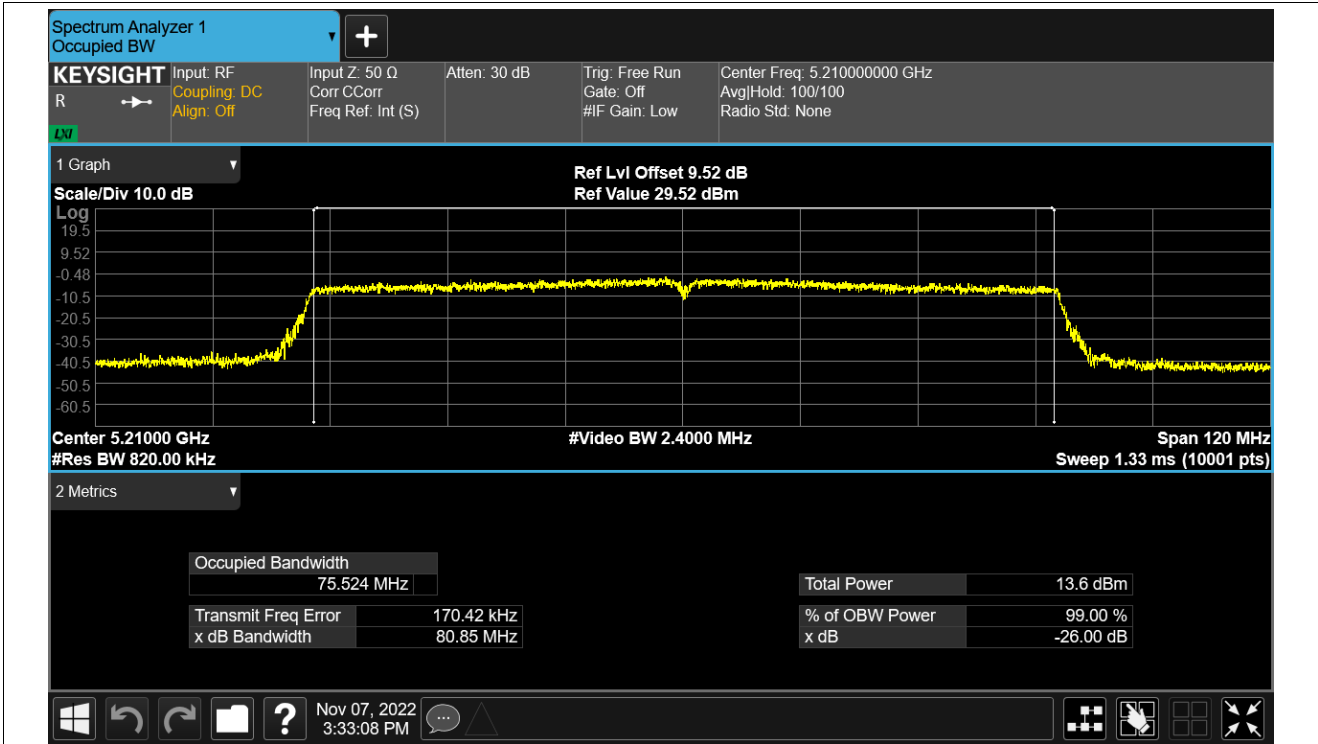 Spectrum Analyzer 1
Occupied BW
+
KEYSIGHT
R
LXI
Input: RF
Coupling: DC
Align: Off
Input Z: 50 Ω
Corr CCorr
Freq Ref: Int (S)
Atten: 30 dB
Trig: Free Run
Gate: Off
#IF Gain: Low
Center Freq: 5.210000000 GHz
Avg|Hold: 100/100
Radio Std: None
1 Graph
Scale/Div 10.0 dB
Ref Lvl Offset 9.52 dB
Ref Value 29.52 dBm
Log
19.5
9.52
-0.48
-10.5
-20.5
-30.5
-40.5
-50.5
-60.5
Center 5.21000 GHz
#Video BW 2.4000 MHz
Span 120 MHz
#Res BW 820.00 kHz
Sweep 1.33 ms (10001 pts)
2 Metrics
Occupied Bandwidth
75.524 MHz
Total Power 13.6 dBm
Transmit Freq Error 170.42 kHz
% of OBW Power 99.00 %
x dB Bandwidth 80.85 MHz
x dB -26.00 dB
?
Nov 07, 2022
3:33:08 PM